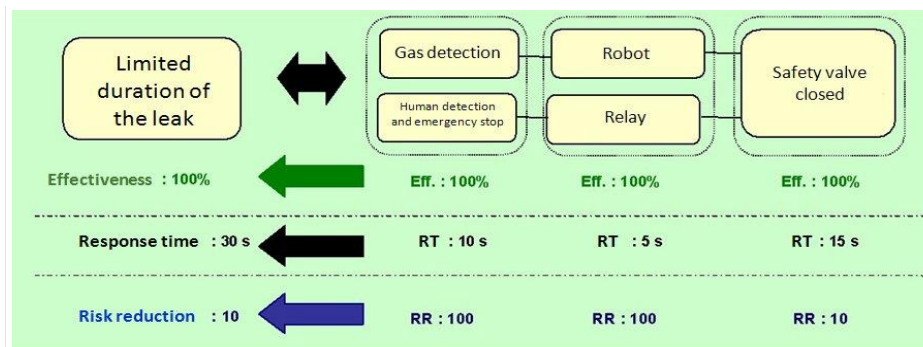 Limited
duration of
the leak
Gas detection
Human detection
and emergency stop
Robot
Relay
Safety valve
closed
Effectiveness : 100%
Eff. : 100%
Eff. : 100%
Eff. : 100%
Response time : 30 s
RT : 10 s
RT : 5 s
RT : 15 s
Risk reduction : 10
RR : 100
RR : 100
RR : 10